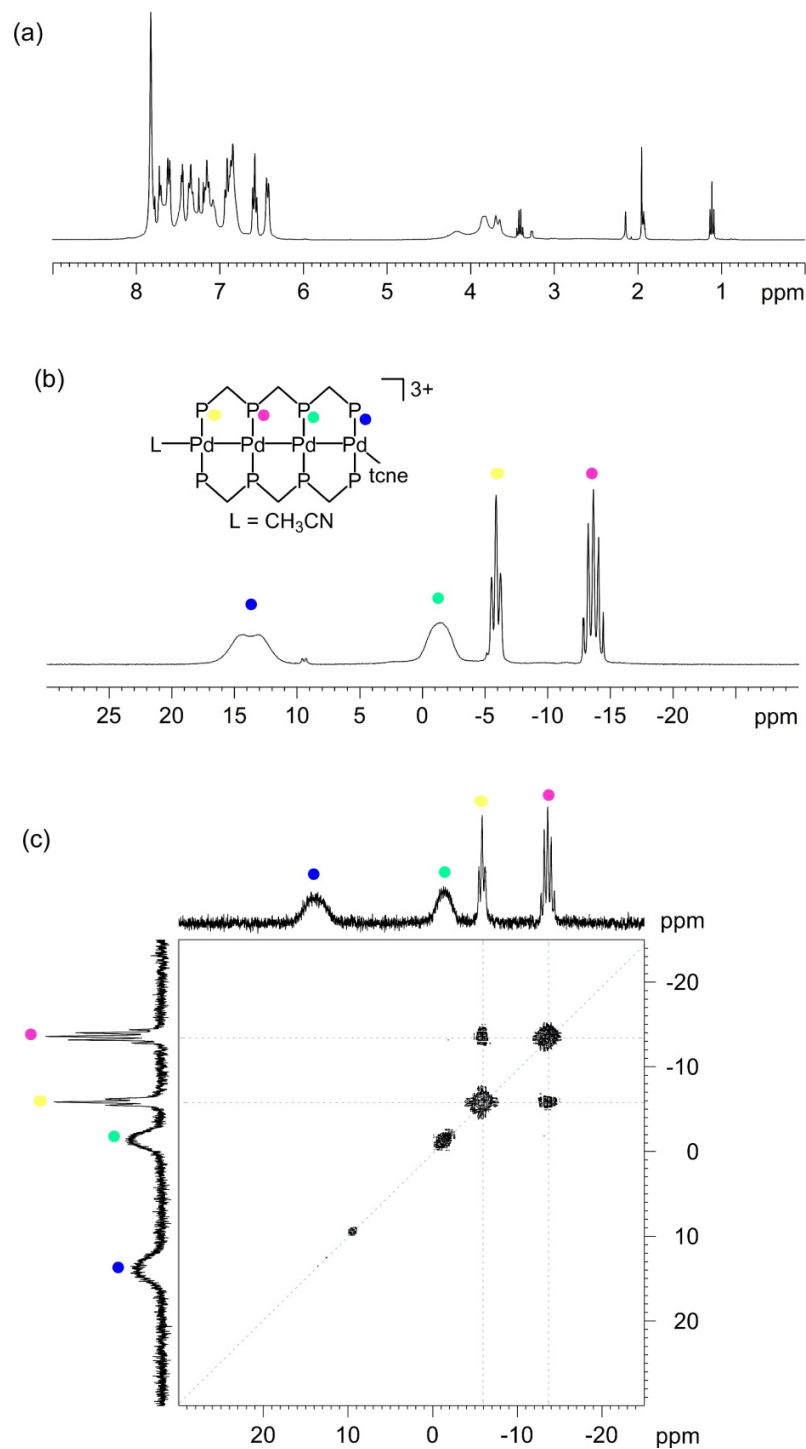 (a)
8 7 6 5 4 3 2 1 ppm
(b)
3+
P P P P
L Pd Pd Pd Pd
tcne
P P P P
L = CH₃CN
25 20 15 10 5 0 -5 -10 -15 -20 ppm
(c)
ppm
-20
-10
0
10
20
20 10 0 -10 -20 ppm